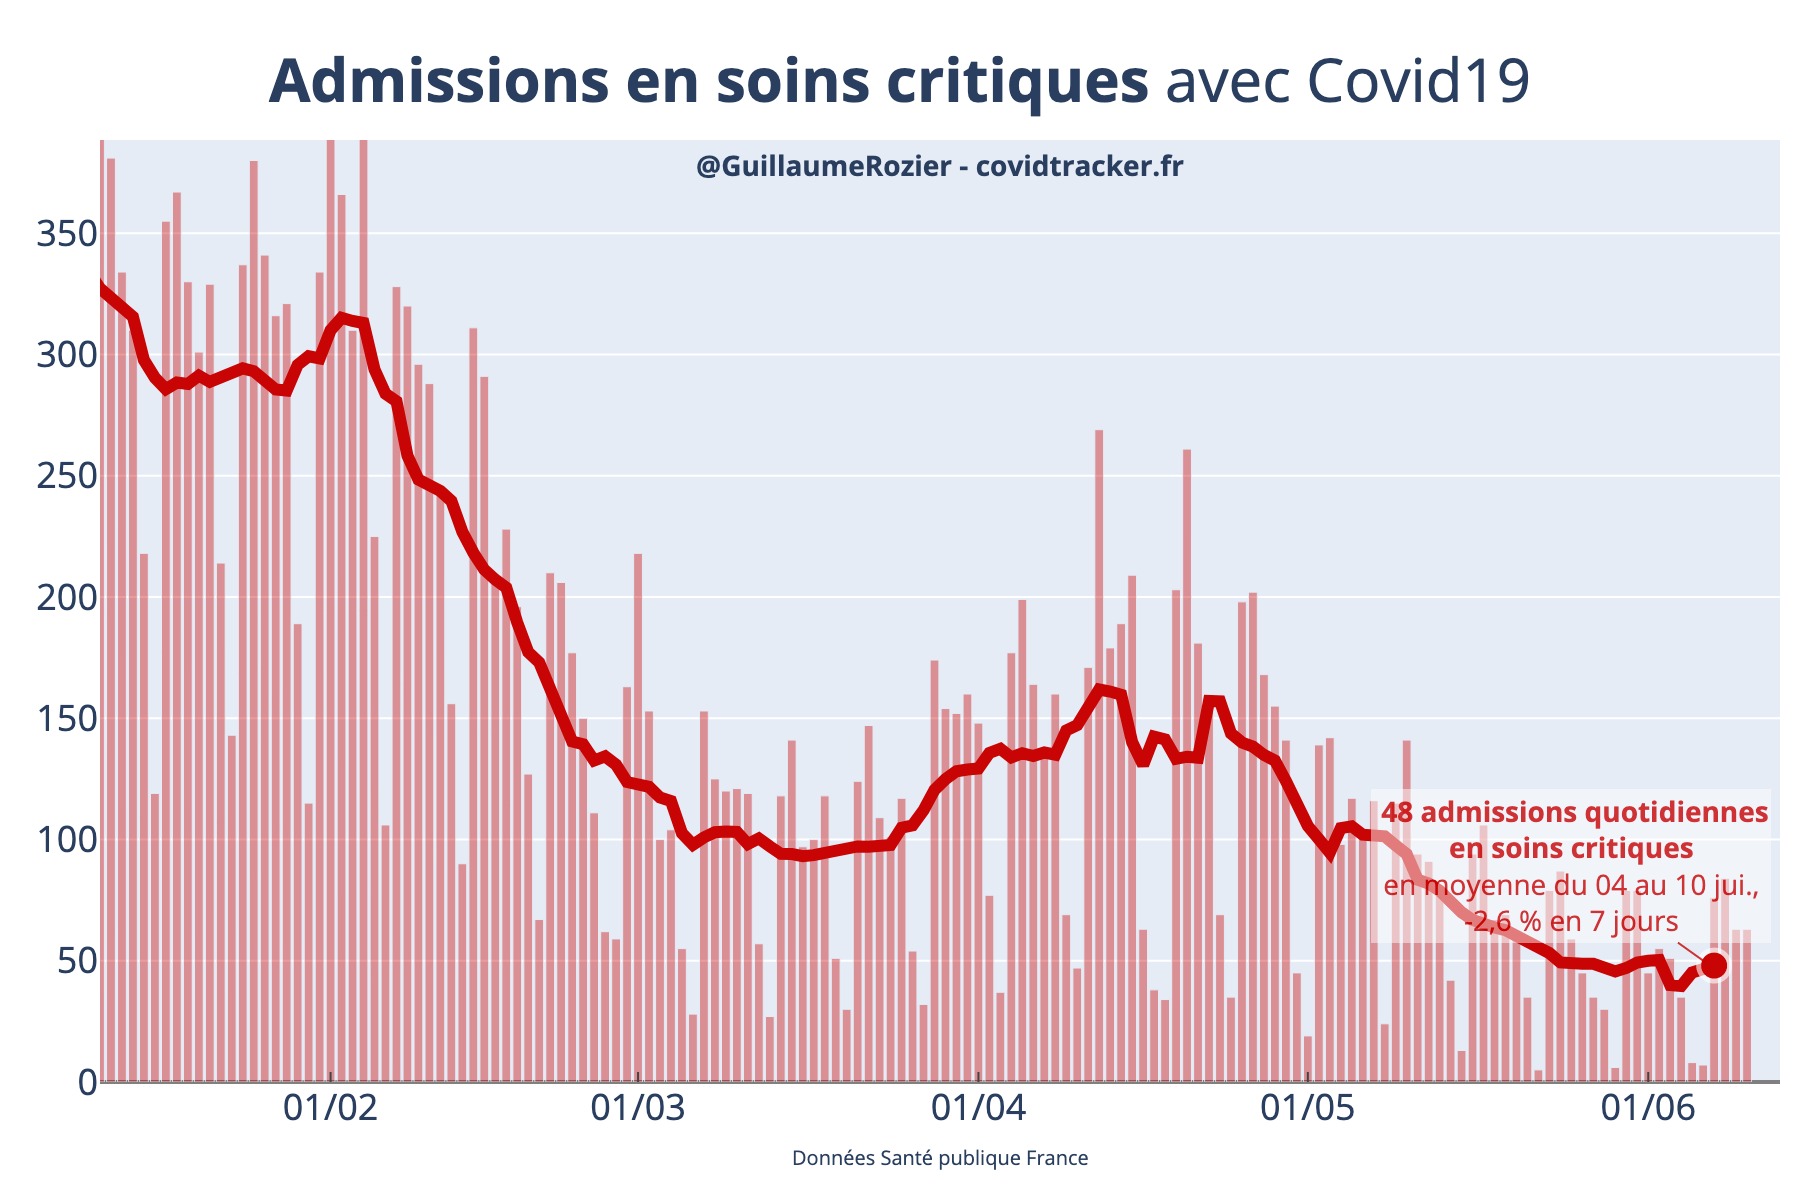 Admissions en soins critiques avec Covid19
@GuillaumeRozier - covidtracker.fr
350
300
250
200
150
100
50
0
48 admissions quotidiennes
en soins critiques
en moyenne du 04 au 10 jui.,
-2,6 % en 7 jours
01/02
01/03
01/04
01/05
01/06
Données Santé publique France